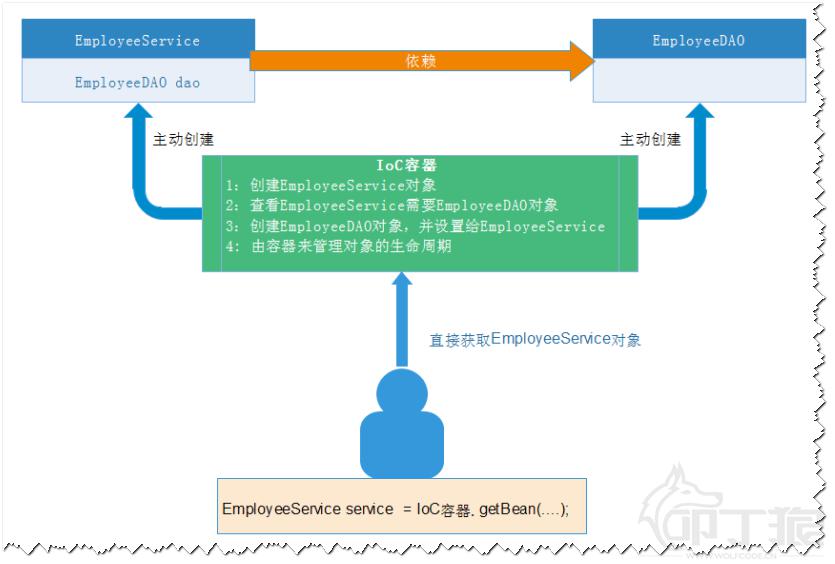 EmployeeService
EmployeeDAO
依赖
EmployeeDAO dao
主动创建
主动创建
IoC容器
1: 创建EmployeeService对象
2: 查看EmployeeService需要EmployeeDAO对象
3: 创建EmployeeDAO对象，并设置给EmployeeService
4: 由容器来管理对象的生命周期
直接获取EmployeeService对象
EmployeeService service = IoC容器. getBean(....);
叩丁狼
WWW.WOLFCODE.CN